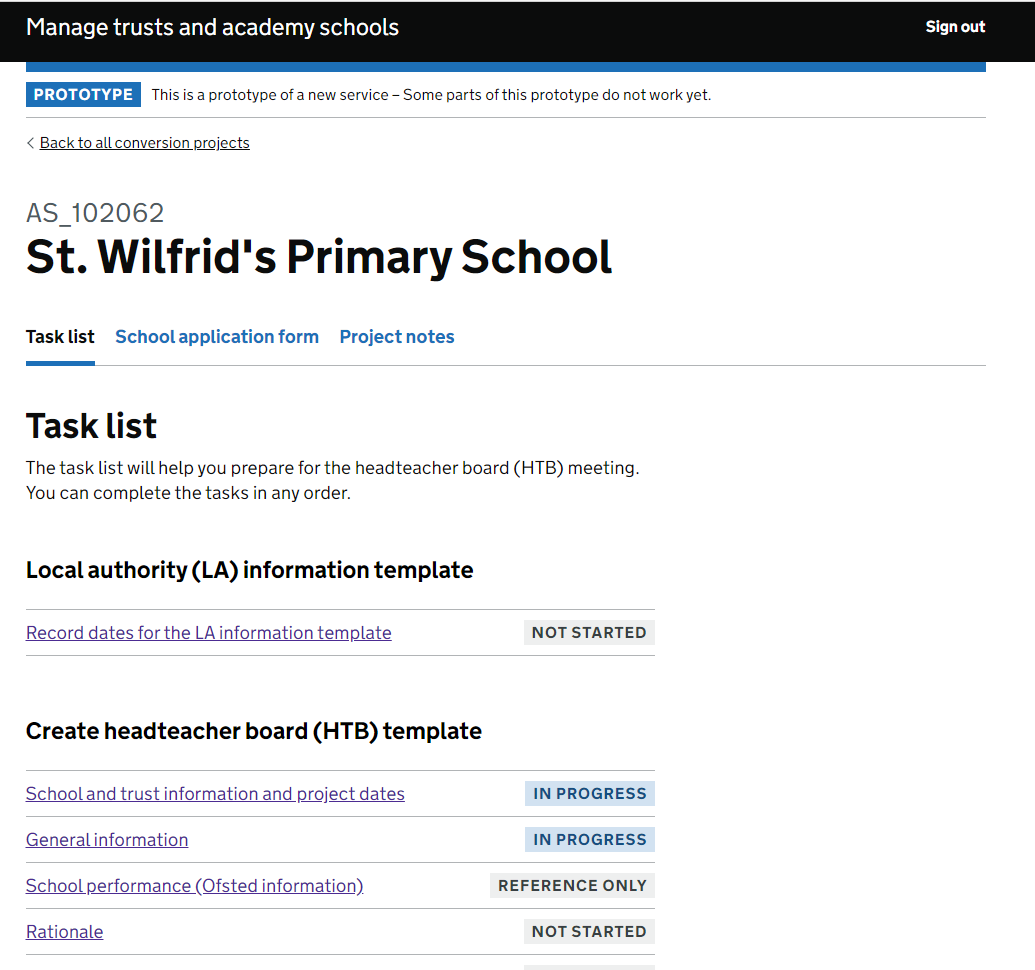 Manage trusts and academy schools
Sign out
PROTOTYPE This is a prototype of a new service – Some parts of this prototype do not work yet.
< Back to all conversion projects
AS_102062
St. Wilfrid's Primary School
Task list School application form Project notes
Task list
The task list will help you prepare for the headteacher board (HTB) meeting.
You can complete the tasks in any order.
Local authority (LA) information template
Record dates for the LA information template NOT STARTED
Create headteacher board (HTB) template
School and trust information and project dates IN PROGRESS
General information IN PROGRESS
School performance (Ofsted information) REFERENCE ONLY
Rationale NOT STARTED